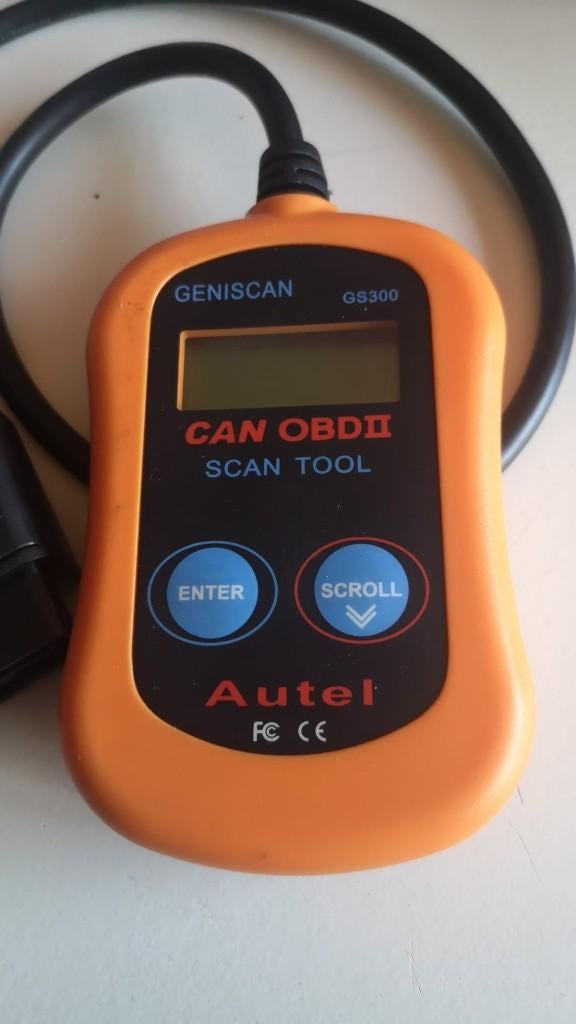 GENISCAN GS300
CAN OBDII
SCAN TOOL
ENTER SCROLL
Autel
FC CE